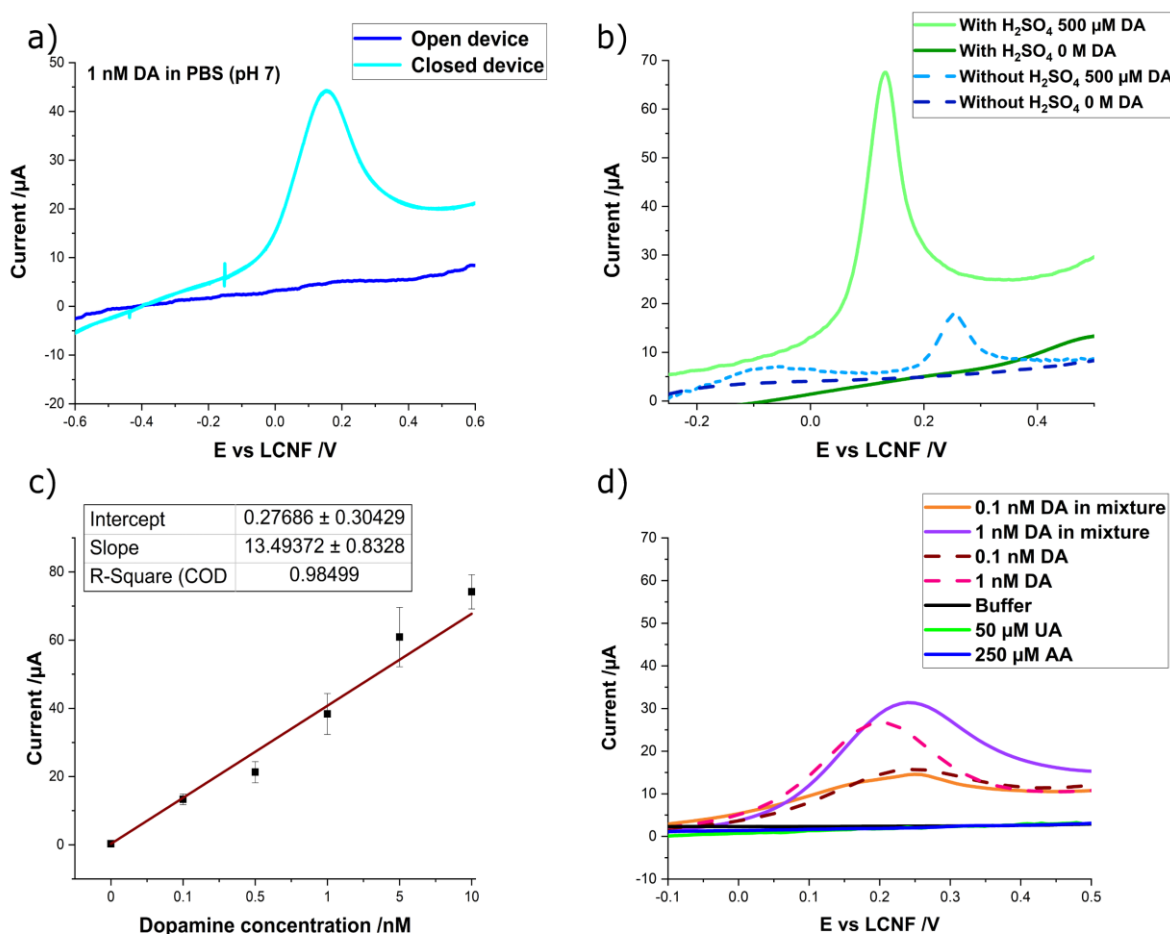 a)
Open device
Closed device
1 nM DA in PBS (pH 7)
50
40
30
20
10
0
-10
-20
-0.6
-0.4
-0.2
0.0
0.2
0.4
0.6
Current /µA
E vs LCNF /V
b)
With H₂SO₄ 500 µM DA
With H₂SO₄ 0 M DA
Without H₂SO₄ 500 µM DA
Without H₂SO₄ 0 M DA
70
60
50
40
30
20
10
0
-0.2
0.0
0.2
0.4
Current /µA
E vs LCNF /V
c)
Intercept 0.27686 ± 0.30429
Slope 13.49372 ± 0.8328
R-Square (COD 0.98499
80
60
40
20
0
0
0.1
0.5
1
5
10
Current /µA
Dopamine concentration /nM
d)
0.1 nM DA in mixture
1 nM DA in mixture
0.1 nM DA
1 nM DA
Buffer
50 µM UA
250 µM AA
70
60
50
40
30
20
10
0
-10
-0.1
0.0
0.1
0.2
0.3
0.4
0.5
Current /µA
E vs LCNF /V